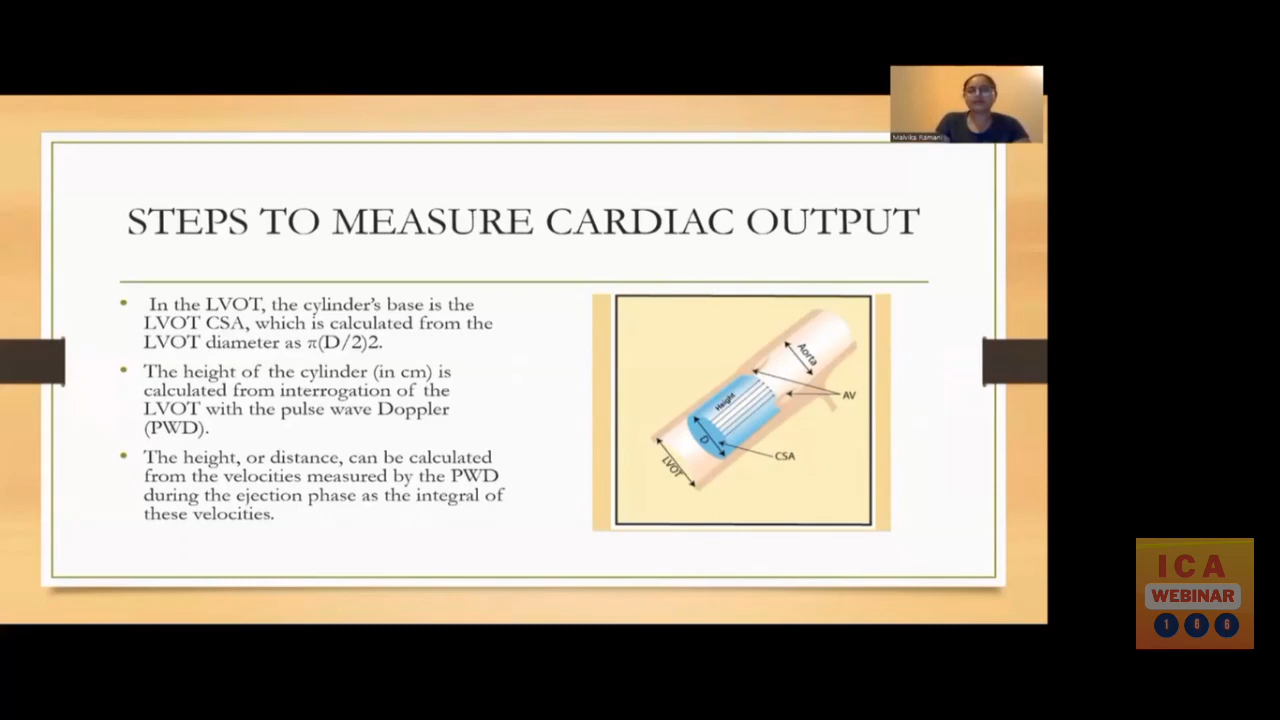 Malvika Ramani
STEPS TO MEASURE CARDIAC OUTPUT
• In the LVOT, the cylinder's base is the
LVOT CSA, which is calculated from the
LVOT diameter as π(D/2)2.
• The height of the cylinder (in cm) is
calculated from interrogation of the
LVOT with the pulse wave Doppler
(PWD).
• The height, or distance, can be calculated
from the velocities measured by the PWD
during the ejection phase as the integral of
these velocities.
Aorta
AV
Height
D
CSA
LVOT
ICA
WEBINAR
166